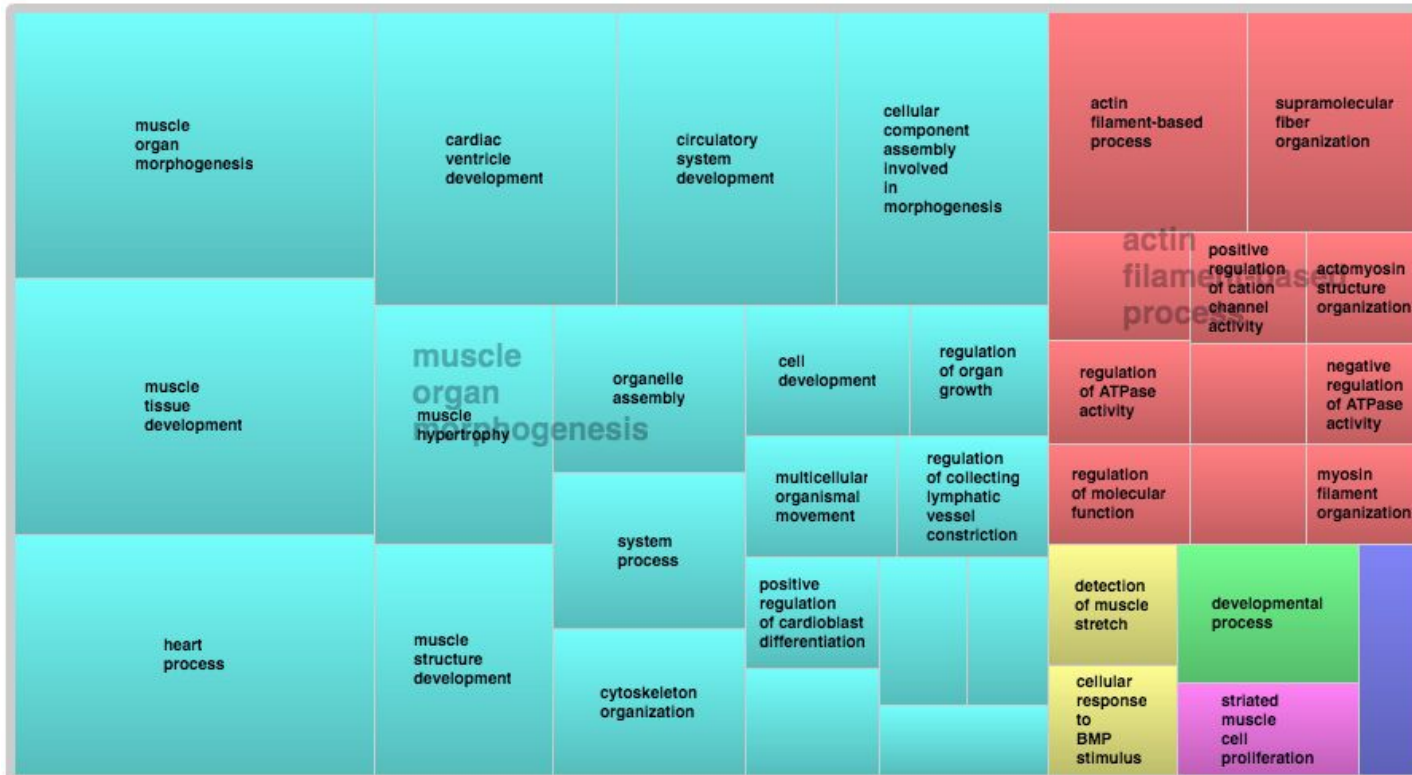 muscle
organ
morphogenesis
cardiac
ventricle
development
circulatory
system
development
cellular
component
assembly
involved
in
morphogenesis
actin
filament-based
process
supramolecular
fiber
organization
muscle
tissue
development
muscle
organ
morphogenesis
muscle
hypertrophy
organelle
assembly
cell
development
regulation
of organ
growth
actin
filament-based
process
positive
regulation
of cation
channel
activity
actomyosin
structure
organization
regulation
of ATPase
activity
negative
regulation
of ATPase
activity
multicellular
organismal
movement
regulation
of collecting
lymphatic
vessel
constriction
regulation
of molecular
function
myosin
filament
organization
heart
process
muscle
structure
development
system
process
cytoskeleton
organization
positive
regulation
of cardioblast
differentiation
detection
of muscle
stretch
developmental
process
cellular
response
to
BMP
stimulus
striated
muscle
cell
proliferation